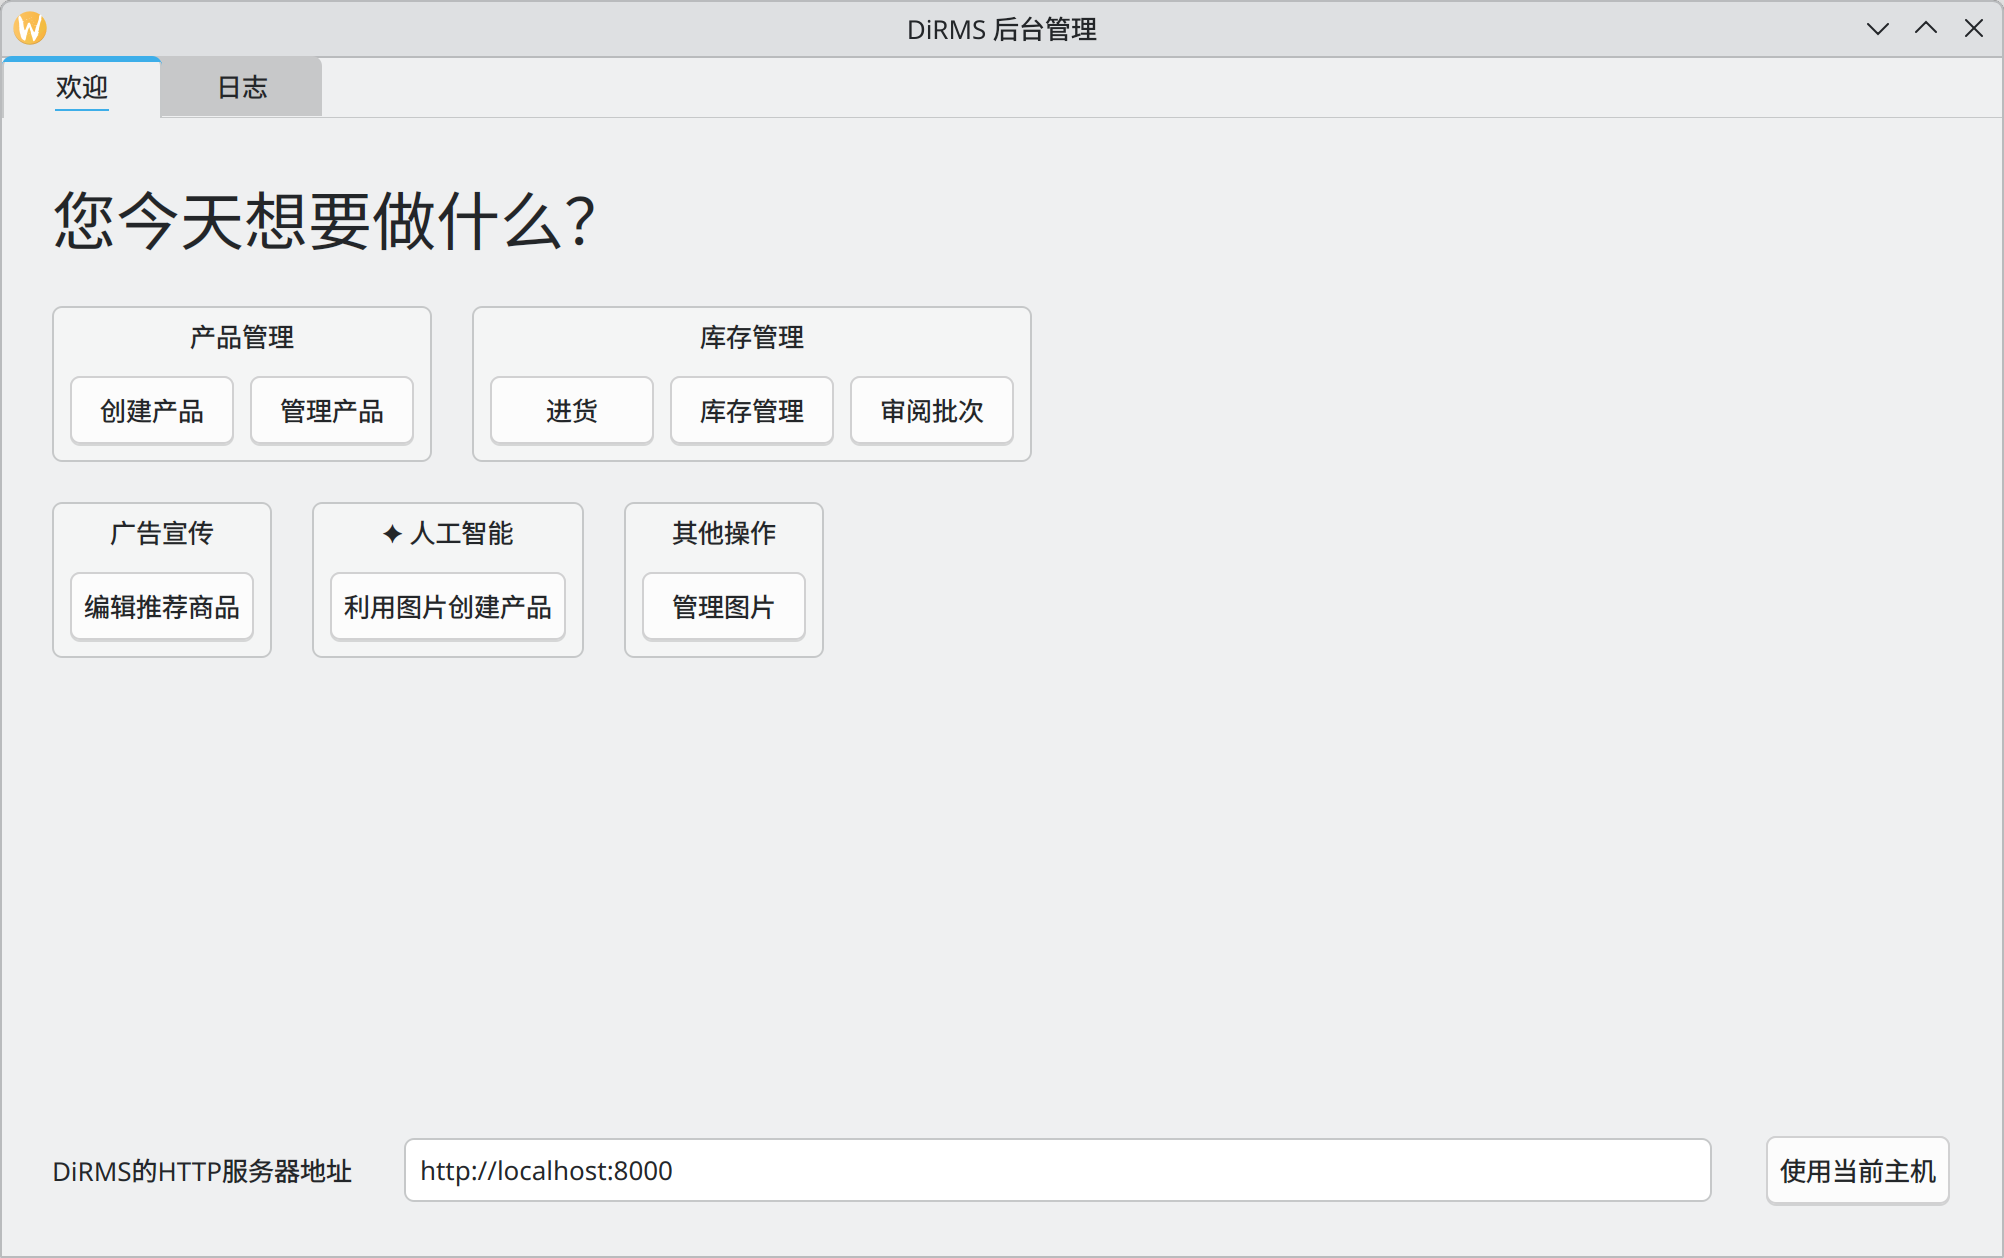 DiRMS 后台管理
欢迎 日志
您今天想要做什么？
产品管理 库存管理
创建产品 管理产品 进货 库存管理 审阅批次
广告宣传 ✦ 人工智能 其他操作
编辑推荐商品 利用图片创建产品 管理图片
DiRMS的HTTP服务器地址 http://localhost:8000 使用当前主机